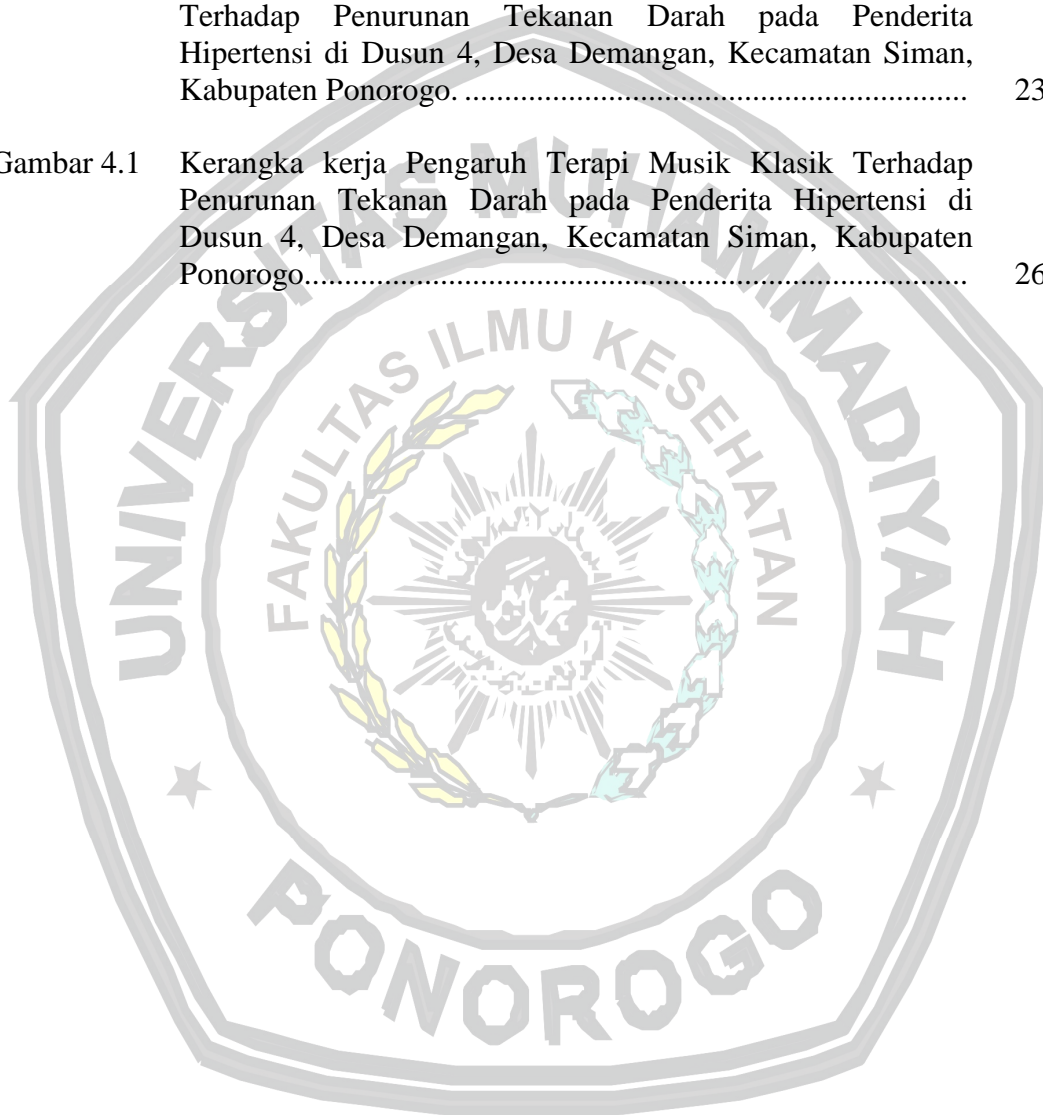 Terhadap Penurunan Tekanan Darah pada Penderita
Hipertensi di Dusun 4, Desa Demangan, Kecamatan Siman,
Kabupaten Ponorogo. ..................................................... 23
Gambar 4.1 Kerangka kerja Pengaruh Terapi Musik Klasik Terhadap
Penurunan Tekanan Darah pada Penderita Hipertensi di
Dusun 4, Desa Demangan, Kecamatan Siman, Kabupaten
Ponorogo...................................................................... 26
UNIVERSITAS MUHAMMADIYAH
FAKULTAS ILMU KESEHATAN
PONOROGO